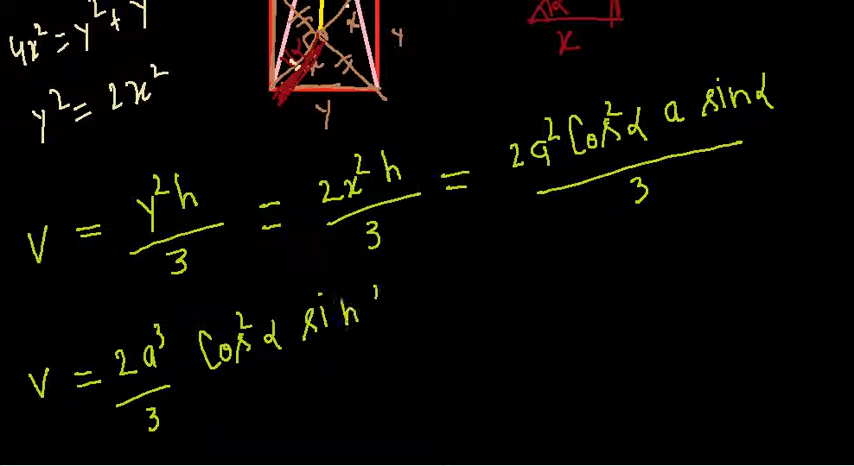 4x² = y² + y
y² = 2x²
x
y
y
α
x
V = y²h/3 = 2x²h/3 = 2a² Cos²α a sinα/3
V = 2a³/3 Cos²α sin